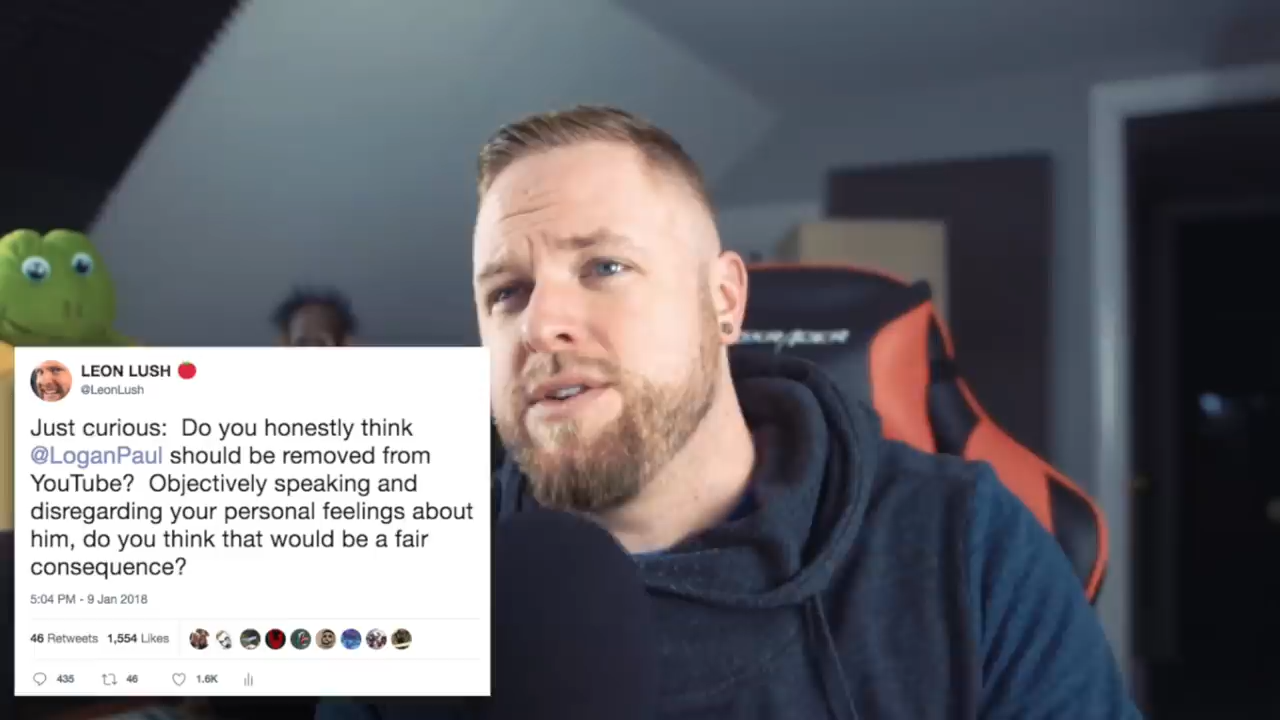 LEON LUSH
@LeonLush
Just curious:  Do you honestly think
@LoganPaul should be removed from
YouTube?  Objectively speaking and
disregarding your personal feelings about
him, do you think that would be a fair
consequence?
5:04 PM - 9 Jan 2018
46 Retweets 1,554 Likes
435 46 1.6K